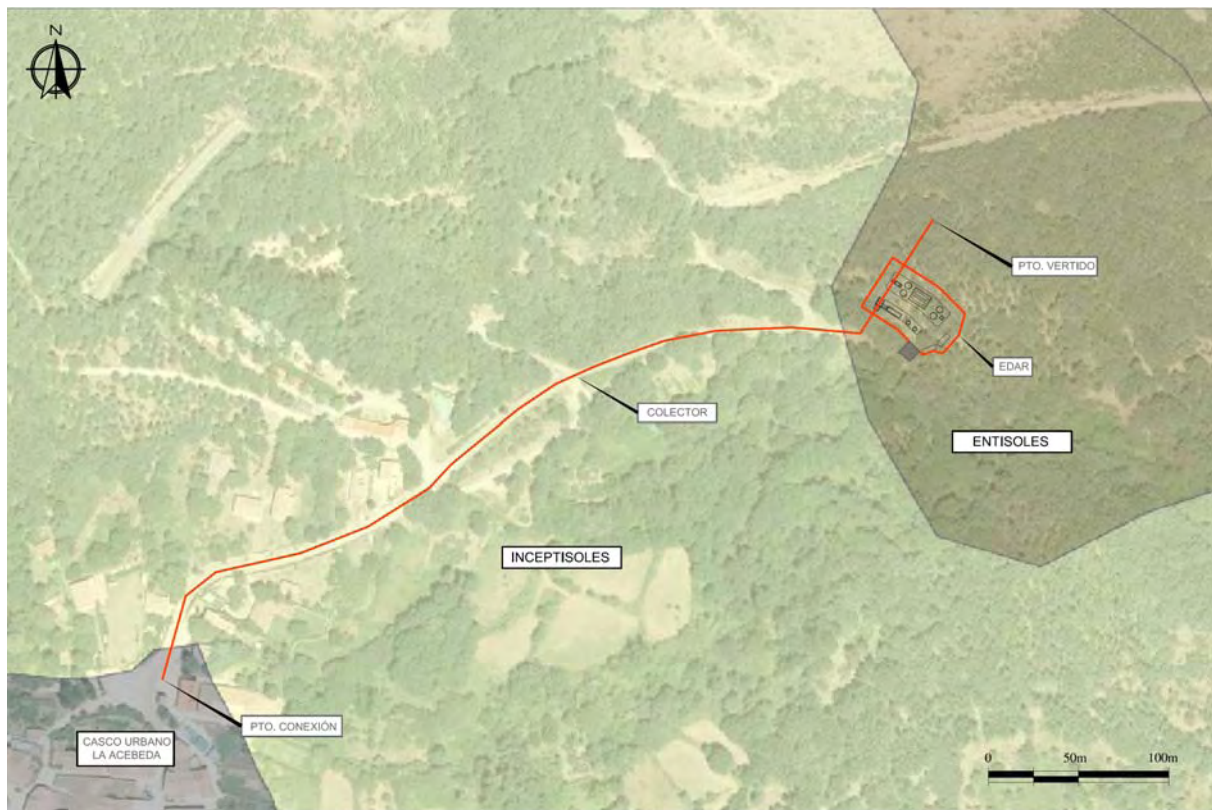 N
PTO. VERTIDO
EDAR
COLECTOR
ENTISOLES
INCEPTISOLES
PTO. CONEXIÓN
CASCO URBANO
LA ACEBEDA
0 50m 100m